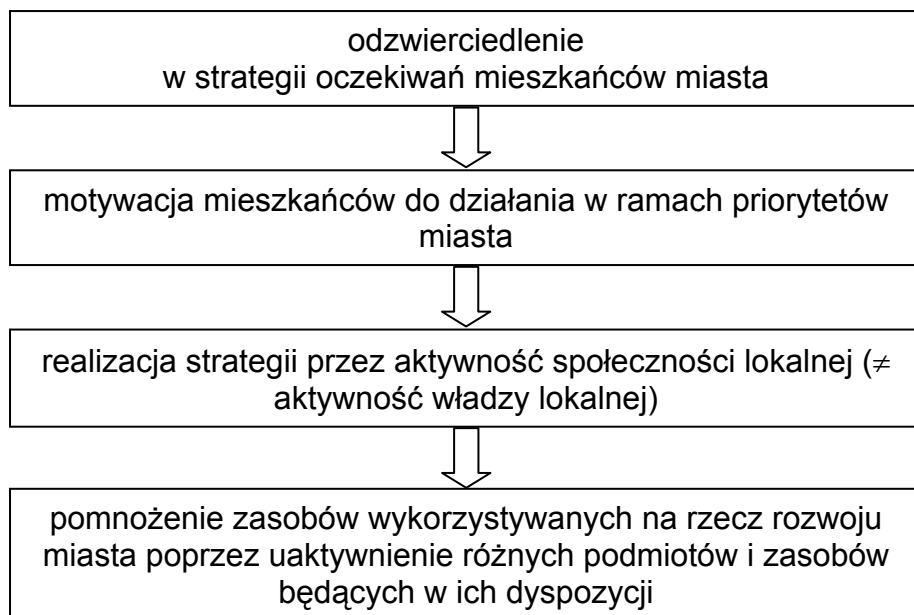 odzwierciedlenie
w strategii oczekiwań mieszkańców miasta
motywacja mieszkańców do działania w ramach priorytetów
miasta
realizacja strategii przez aktywność społeczności lokalnej (≠
aktywność władzy lokalnej)
pomnożenie zasobów wykorzystywanych na rzecz rozwoju
miasta poprzez uaktywnienie różnych podmiotów i zasobów
będących w ich dyspozycji